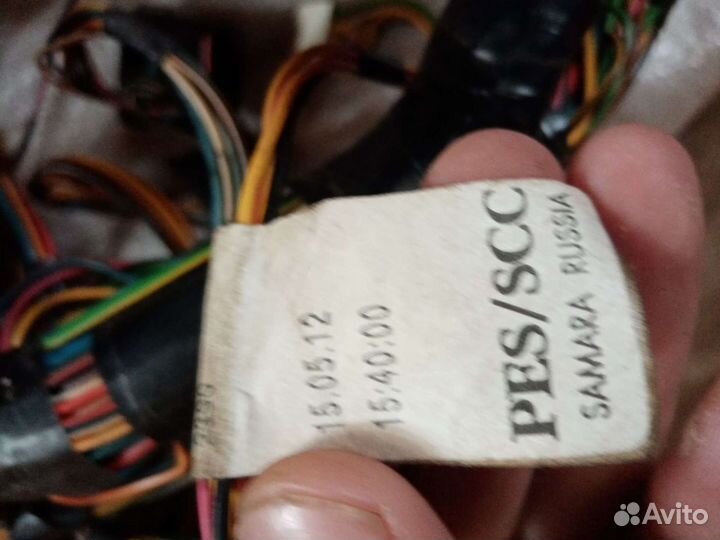 PES/SCC
SAMARA RUSSIA
15.05.12
15:40:00
Avito